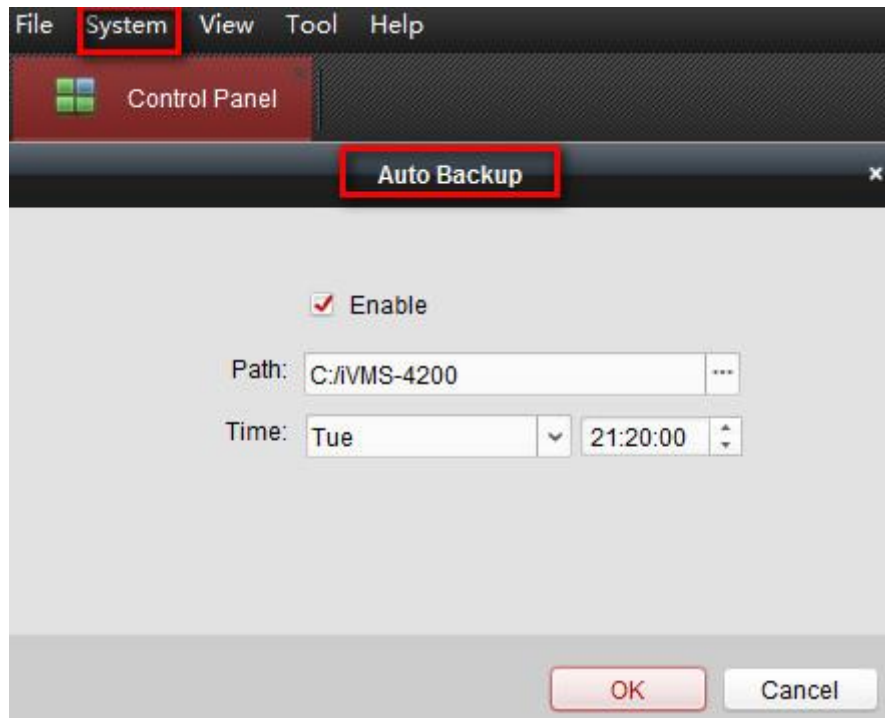 File System View Tool Help
Control Panel
Auto Backup
Enable
Path: C:/iVMS-4200 ...
Time: Tue 21:20:00
OK Cancel